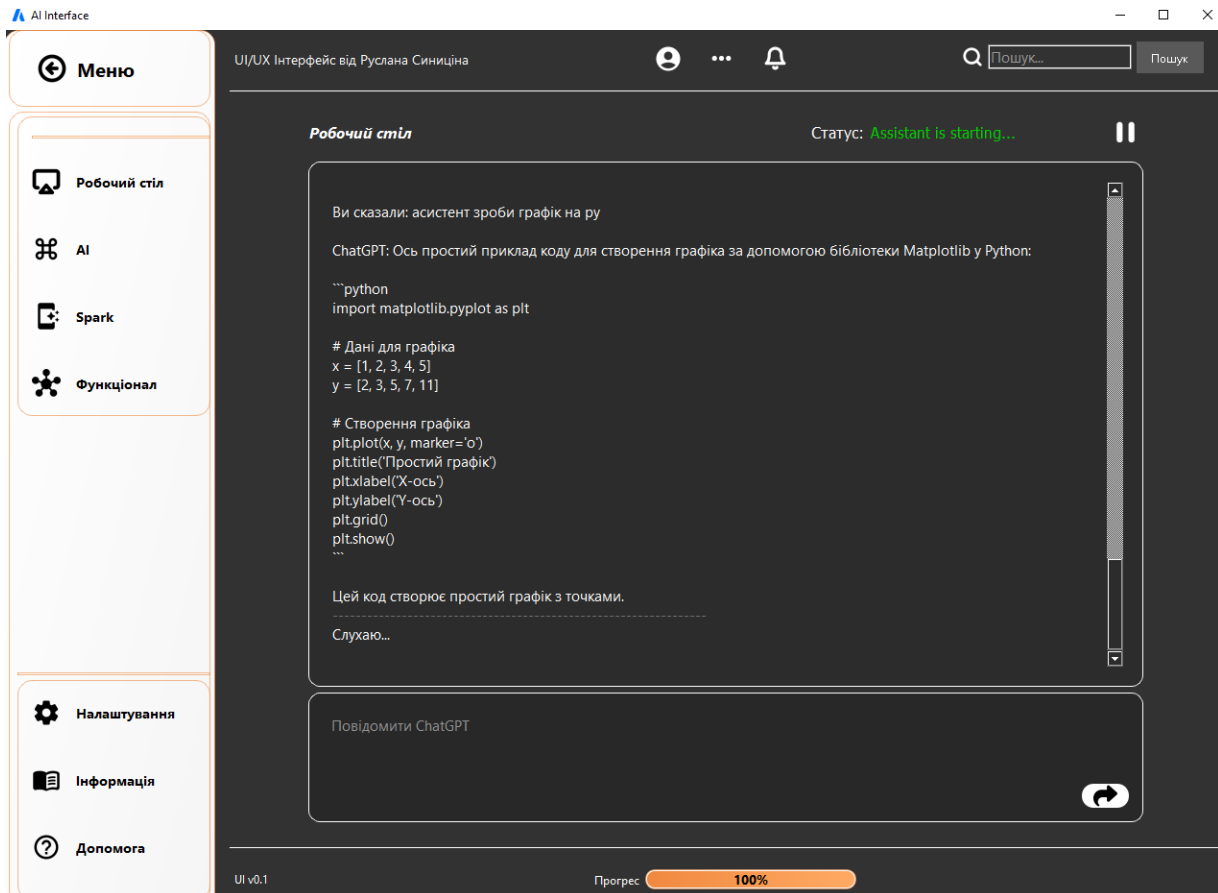 AI Interface
Меню
UI/UX Інтерфейс від Руслана Синиціна
Пошук...
Пошук
Робочий стіл
Статус: Assistant is starting...
Робочий стіл
AI
Spark
Функціонал
Ви сказали: асистент зроби графік на py
ChatGPT: Ось простий приклад коду для створення графіка за допомогою бібліотеки Matplotlib у Python:
```python
import matplotlib.pyplot as plt
# Дані для графіка
x = [1, 2, 3, 4, 5]
y = [2, 3, 5, 7, 11]
# Створення графіка
plt.plot(x, y, marker='o')
plt.title('Простий графік')
plt.xlabel('X-ось')
plt.ylabel('Y-ось')
plt.grid()
plt.show()
```
Цей код створює простий графік з точками.
--------------------------------------------------------------------
Слухаю...
Налаштування
Інформація
Допомога
Повідомити ChatGPT
UI v0.1
Прогрес 100%